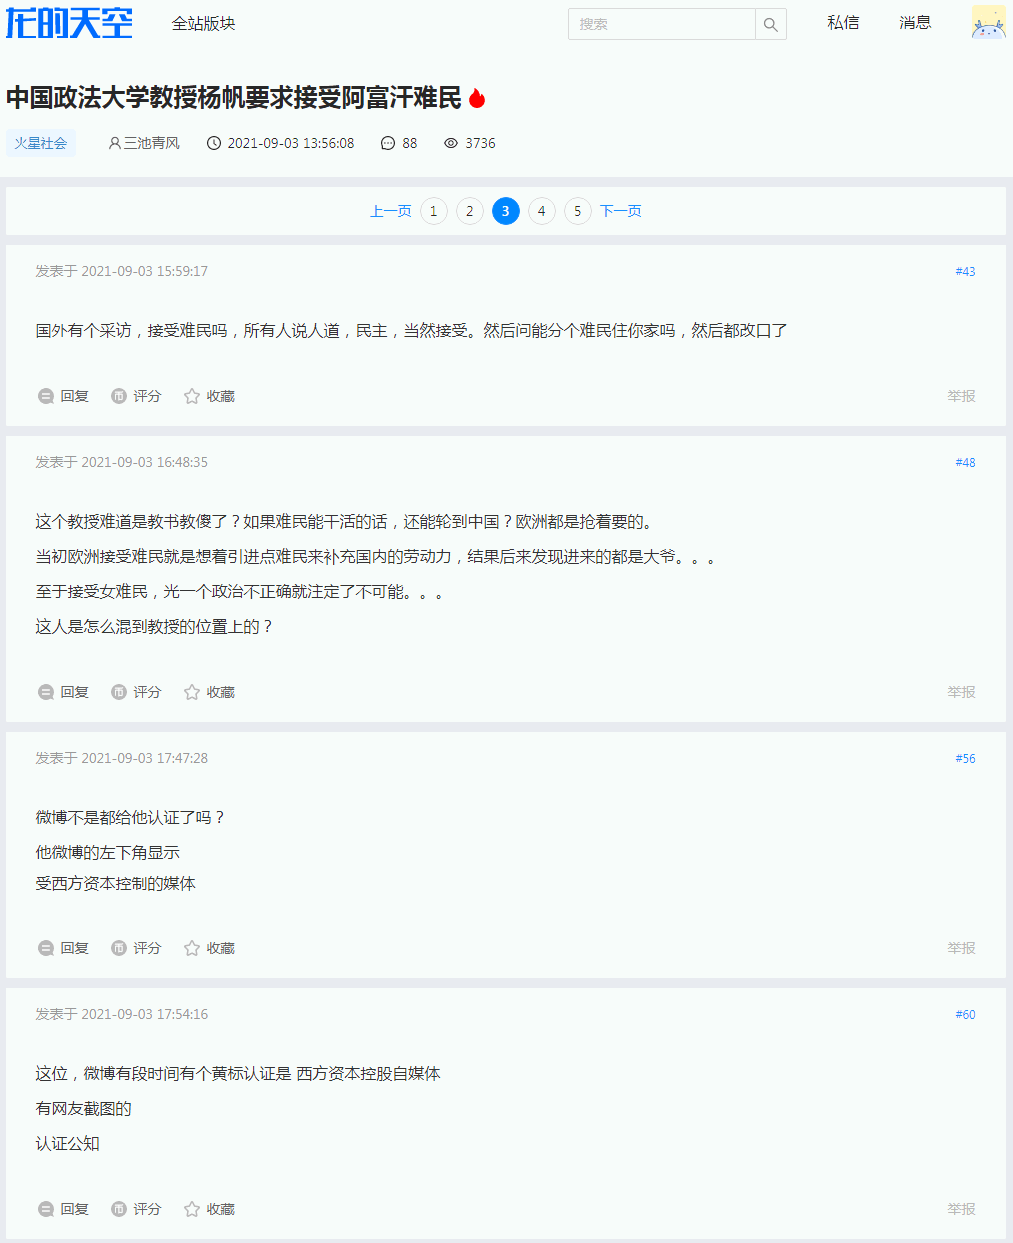 龙的天空 全站版块 搜索 私信 消息
中国政法大学教授杨帆要求接受阿富汗难民
火星社会 三池青风 2021-09-03 13:56:08 88 3736
上一页 1 2 3 4 5 下一页
发表于 2021-09-03 15:59:17 #43
国外有个采访，接受难民吗，所有人说人道，民主，当然接受。然后问能分个难民住你家吗，然后都改口了
回复 币 评分 收藏 举报
发表于 2021-09-03 16:48:35 #48
这个教授难道是教书教傻了？如果难民能干活的话，还能轮到中国？欧洲都是抢着要的。
当初欧洲接受难民就是想着引进点难民来补充国内的劳动力，结果后来发现进来的都是大爷。。。
至于接受女难民，光一个政治不正确就注定了不可能。。。
这人是怎么混到教授的位置上的？
回复 币 评分 收藏 举报
发表于 2021-09-03 17:47:28 #56
微博不是都给他认证了吗？
他微博的左下角显示
受西方资本控制的媒体
回复 币 评分 收藏 举报
发表于 2021-09-03 17:54:16 #60
这位，微博有段时间有个黄标认证是 西方资本控股自媒体
有网友截图的
认证公知
回复 币 评分 收藏 举报